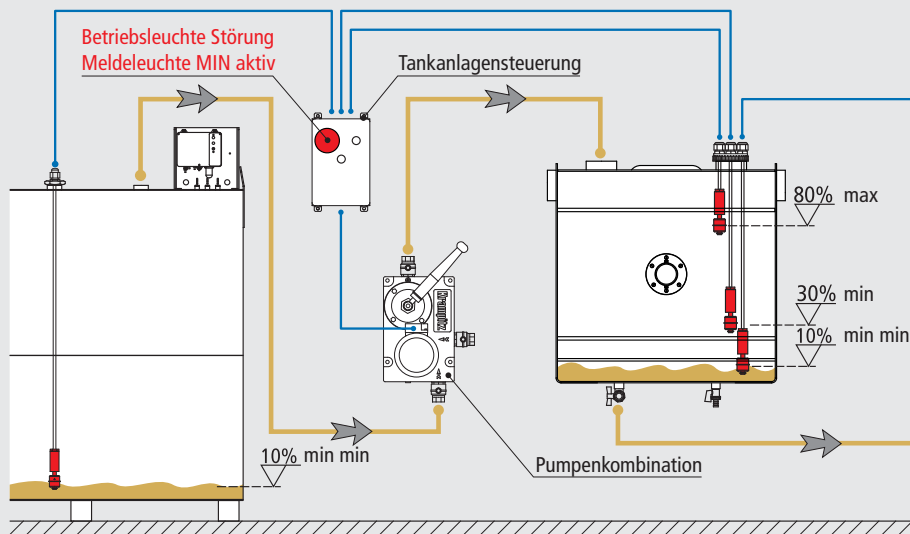 Betriebsleuchte Störung
Meldeleuchte MIN aktiv
Tankanlagensteuerung
80% max
30% min
10% min min
10% min min
Pumpenkombination